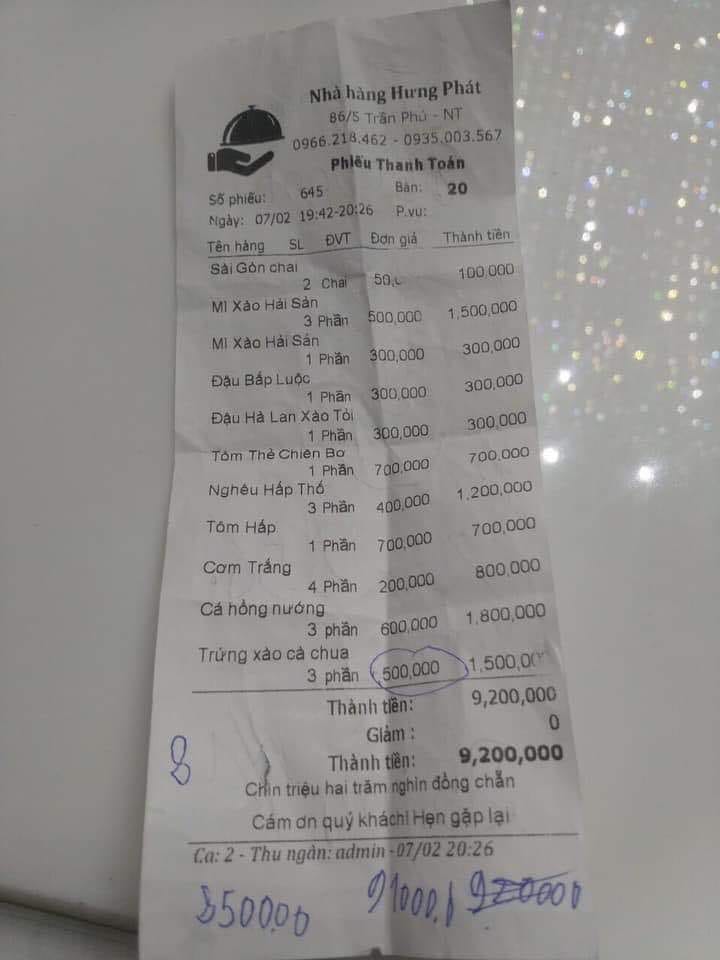 Nhà hàng Hưng Phát
86/5 Trần Phú - NT
0966.218.462 - 0935.003.567
Phiếu Thanh Toán
Số phiếu: 645 Bàn: 20
Ngày: 07/02 19:42-20:26 P.vụ:
Tên hàng SL ĐVT Đơn giá Thành tiền
Sài Gòn chai
2 Chai 50, 100,000
Mì Xào Hải Sản
3 Phần 500,000 1,500,000
Mì Xào Hải Sản
1 Phần 300,000 300,000
Đậu Bắp Luộc
1 Phần 300,000 300,000
Đậu Hà Lan Xào Tỏi
1 Phần 300,000 300,000
Tôm Thẻ Chiên Bơ
1 Phần 700,000 700,000
Nghêu Hấp Thố
3 Phần 400,000 1,200,000
Tôm Hấp
1 Phần 700,000 700,000
Cơm Trắng
4 Phần 200,000 800,000
Cá hồng nướng
3 phần 600,000 1,800,000
Trứng xào cà chua
3 phần 500,000 1,500,00
Thành tiền: 9,200,000
Giảm : 0
Thành tiền: 9,200,000
8
Chín triệu hai trăm nghìn đồng chẵn
Cám ơn quý khách! Hẹn gặp lại
Ca: 2 - Thu ngân: admin -07/02 20:26